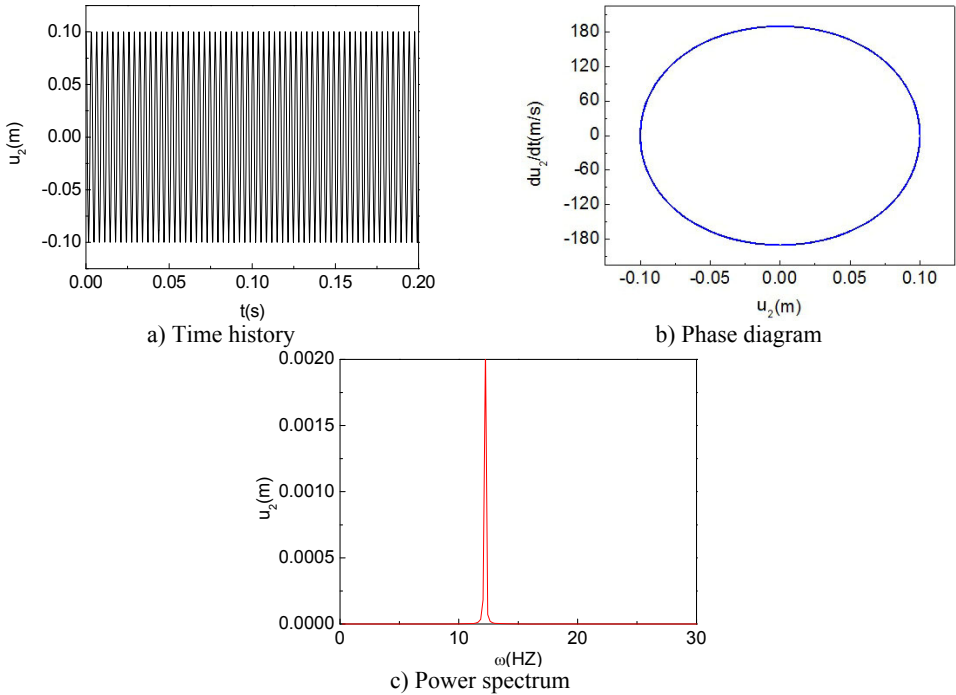 0.10
0.05
0.00
-0.05
-0.10
u₂(m)
0.00 0.05 0.10 0.15 0.20
t(s)
a) Time history
180
120
60
0
-60
-120
-180
du₂/dt(m/s)
-0.10 -0.05 0.00 0.05 0.10
u₂(m)
b) Phase diagram
0.0020
0.0015
0.0010
0.0005
0.0000
u₂(m)
0 10 20 30
ω(HZ)
c) Power spectrum